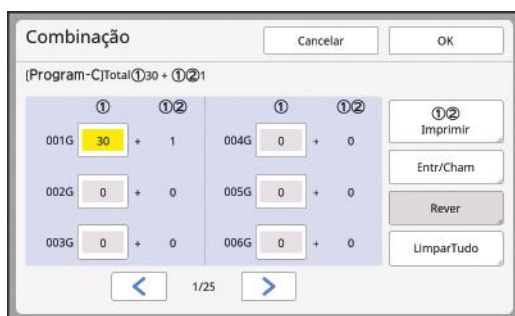 Combinação
Cancelar
OK
[Program-C]Total①30 + ①②1
① ①② ① ①②
001G 30 + 1 004G 0 + 0
002G 0 + 0 005G 0 + 0
003G 0 + 0 006G 0 + 0
①②
Imprimir
Entr/Cham
Rever
LimparTudo
1/25